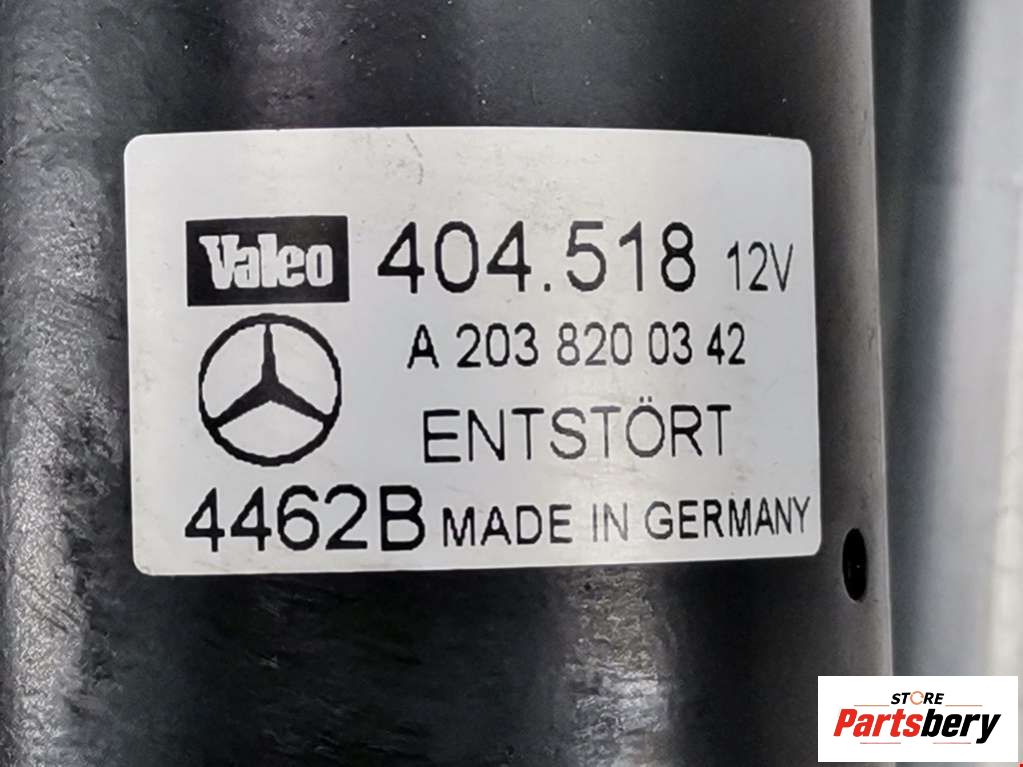 Valeo 404.518 12V
A 203 820 03 42
ENTSTÖRT
4462B MADE IN GERMANY
STORE
Partsbery